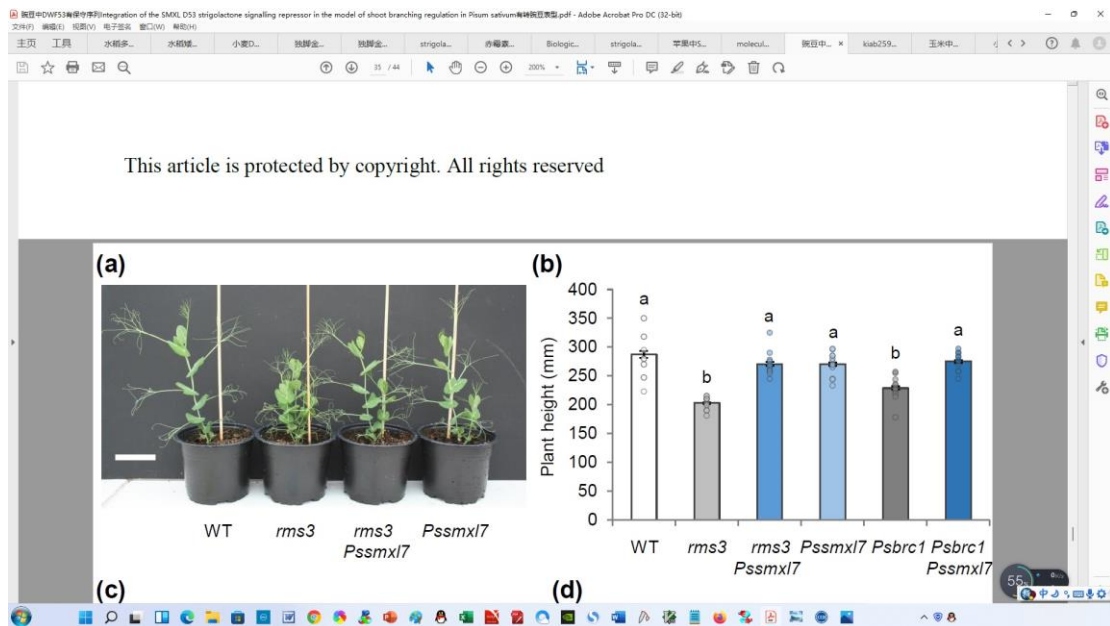 豌豆中DWF53有保守序列Integration of the SMXL D53 strigolactone signalling repressor in the model of shoot branching regulation in Pisum sativum有转豌豆表型.pdf - Adobe Acrobat Pro DC (32-bit)
文件(F) 编辑(E) 视图(V) 电子签名 窗口(W) 帮助(H)
主页 工具 水稻多... 水稻矮... 小麦D... 独脚金... 独脚金... strigola... 赤霉素... Biologic... strigola... 苹果中S... molecul... 豌豆中... × kiab259... 玉米中...
35 / 44 200%
This article is protected by copyright. All rights reserved
(a) (b)
400
350
300
250
200
150
100
50
0
Plant height (mm)
a b a a b a
WT rms3 rms3 Pssmxl7 Pssmxl7
WT rms3 rms3 Pssmxl7 Pssmxl7 Psbrc1 Psbrc1 Pssmxl7
(c) (d)
55
中